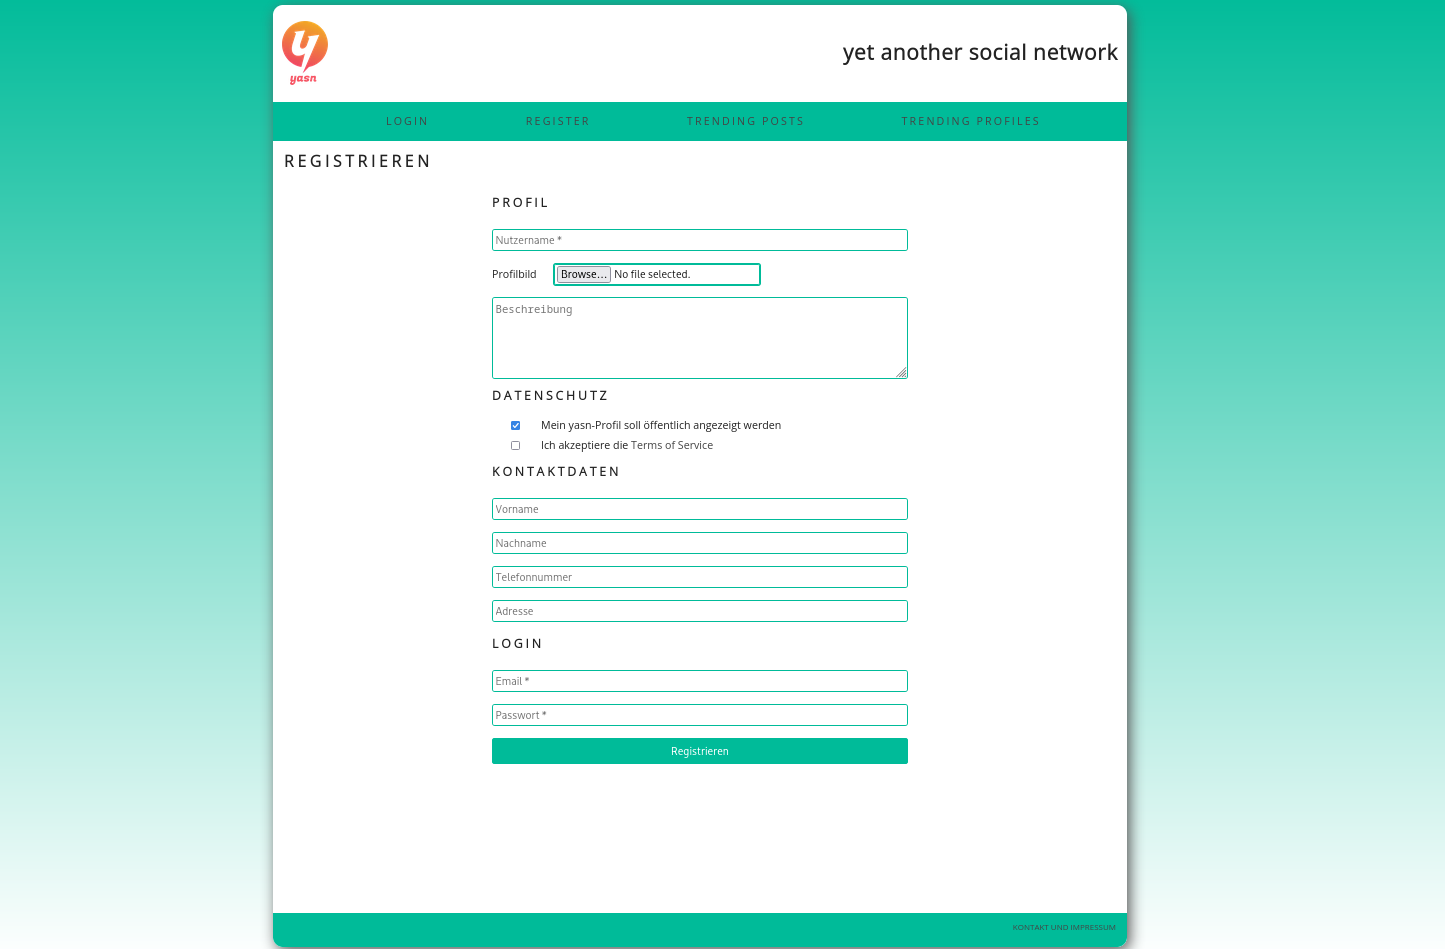 y
yasn
yet another social network
LOGIN REGISTER TRENDING POSTS TRENDING PROFILES
REGISTRIEREN
PROFIL
Nutzername *
Profilbild Browse... No file selected.
Beschreibung
DATENSCHUTZ
Mein yasn-Profil soll öffentlich angezeigt werden
Ich akzeptiere die Terms of Service
KONTAKTDATEN
Vorname
Nachname
Telefonnummer
Adresse
LOGIN
Email *
Passwort *
Registrieren
KONTAKT UND IMPRESSUM